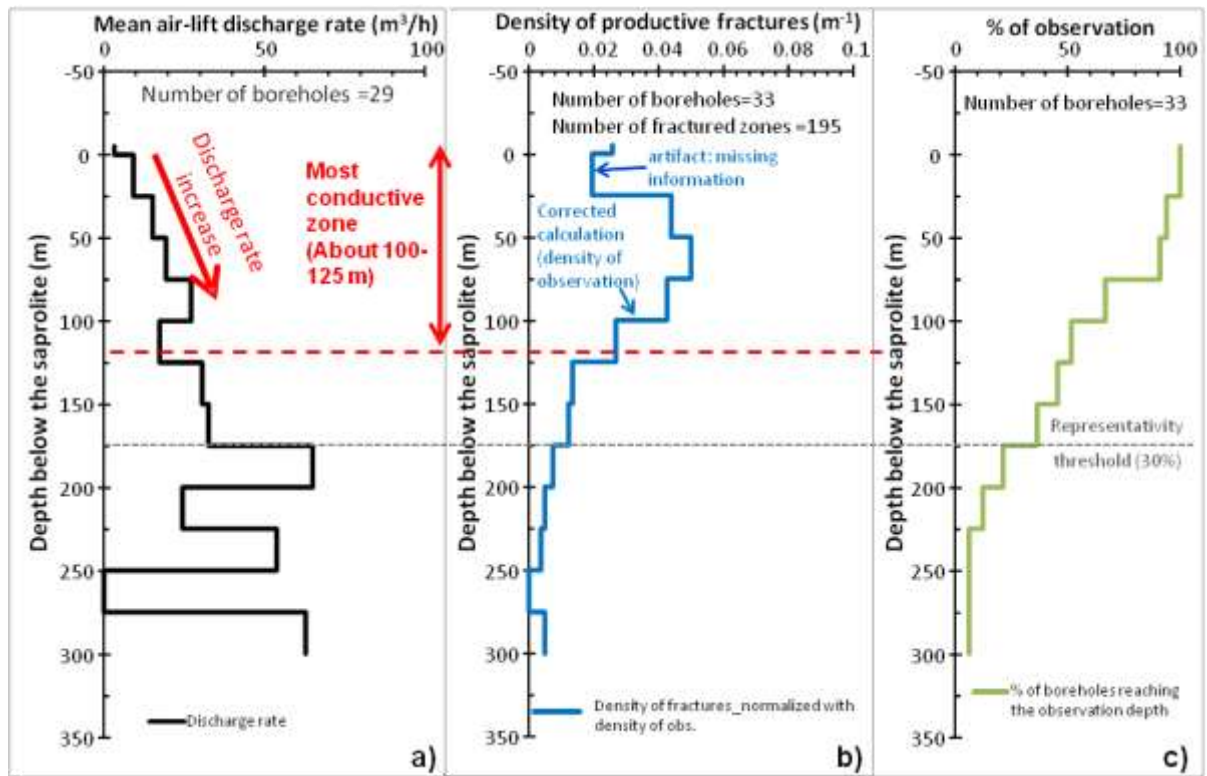 Mean air-lift discharge rate (m³/h)
0 50 100
-50
0
50
100
150
200
250
300
350
Depth below the saprolite (m)
Number of boreholes =29
Discharge rate
increase
Most
conductive
zone
(About 100-
125 m)
Discharge rate
a)
Density of productive fractures (m⁻¹)
0 0.02 0.04 0.06 0.08 0.1
-50
0
50
100
150
200
250
300
350
Depth below the saprolite (m)
Number of boreholes=33
Number of fractured zones =195
artifact: missing
information
Corrected
calculation
(density of
observation)
Density of fractures_normalized with
density of obs.
b)
% of observation
0 50 100
-50
0
50
100
150
200
250
300
350
Depth below the saprolite (m)
Number of boreholes=33
Representativity
threshold (30%)
% of boreholes reaching
the observation depth
c)